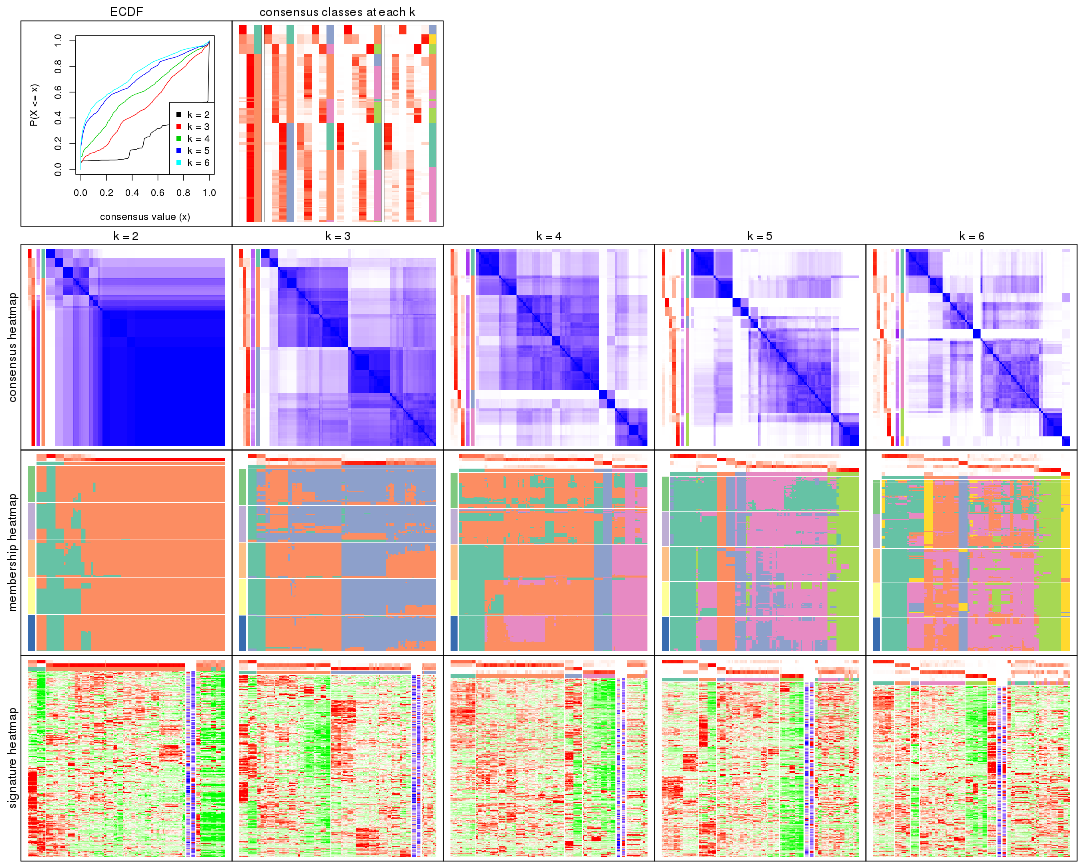 ECDF
consensus classes at each k
P(X <= x)
0.0 0.2 0.4 0.6 0.8 1.0
k = 2
k = 3
k = 4
k = 5
k = 6
0.0 0.2 0.4 0.6 0.8 1.0
consensus value (x)
k = 2
k = 3
k = 4
k = 5
k = 6
consensus heatmap
membership heatmap
signature heatmap